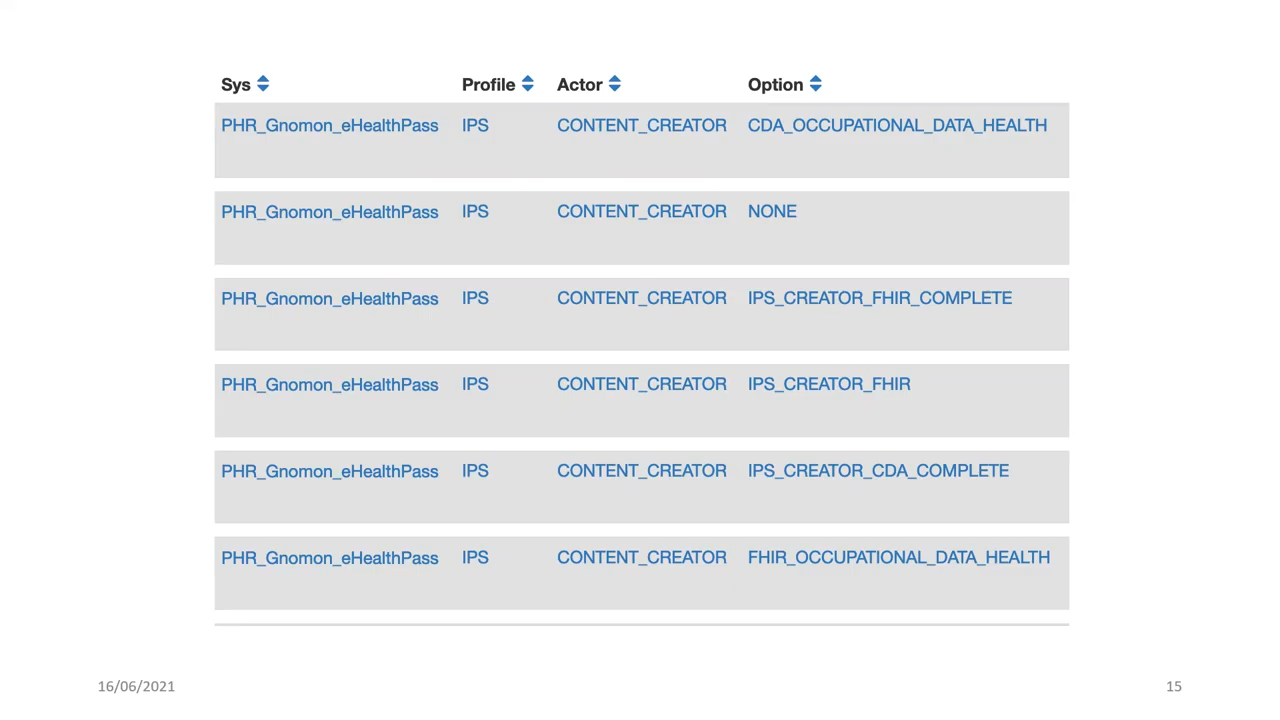 Sys Profile Actor Option
PHR_Gnomon_eHealthPass IPS CONTENT_CREATOR CDA_OCCUPATIONAL_DATA_HEALTH
PHR_Gnomon_eHealthPass IPS CONTENT_CREATOR NONE
PHR_Gnomon_eHealthPass IPS CONTENT_CREATOR IPS_CREATOR_FHIR_COMPLETE
PHR_Gnomon_eHealthPass IPS CONTENT_CREATOR IPS_CREATOR_FHIR
PHR_Gnomon_eHealthPass IPS CONTENT_CREATOR IPS_CREATOR_CDA_COMPLETE
PHR_Gnomon_eHealthPass IPS CONTENT_CREATOR FHIR_OCCUPATIONAL_DATA_HEALTH
16/06/2021 15